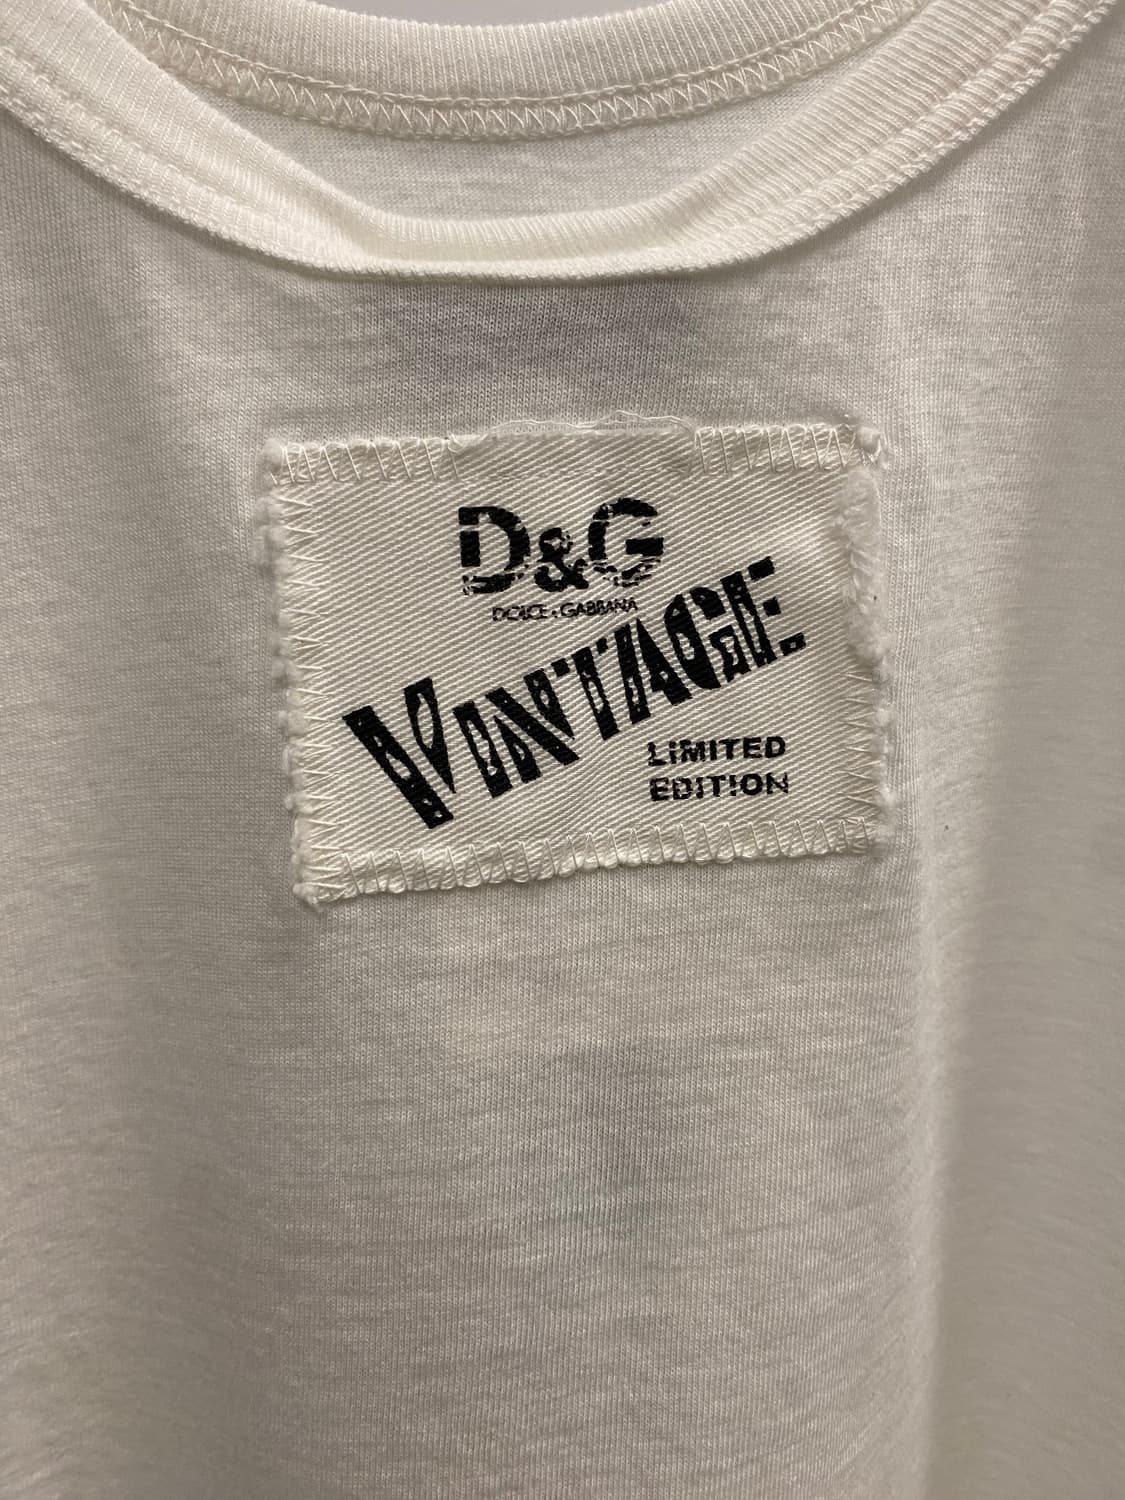 D&G
DOLCE & GABBANA
VINTAGE
LIMITED
EDITION